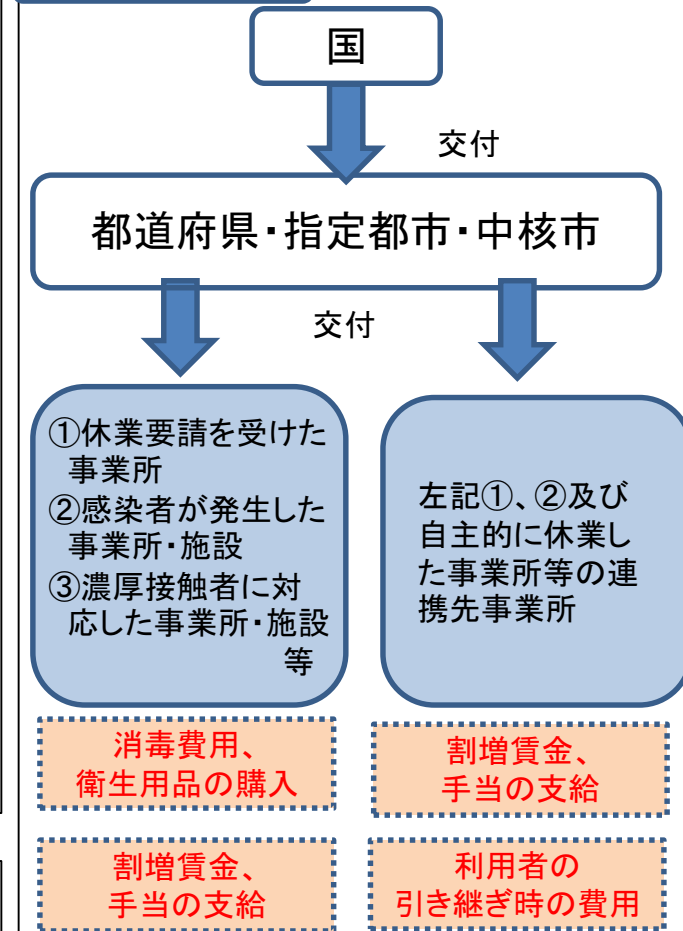 国
交付
都道府県・指定都市・中核市
交付
①休業要請を受けた
事業所
②感染者が発生した
事業所・施設
③濃厚接触者に対
応した事業所・施設
等
左記①、②及び
自主的に休業し
た事業所等の連
携先事業所
消毒費用、
衛生用品の購入
割増賃金、
手当の支給
割増賃金、
手当の支給
利用者の
引き継ぎ時の費用